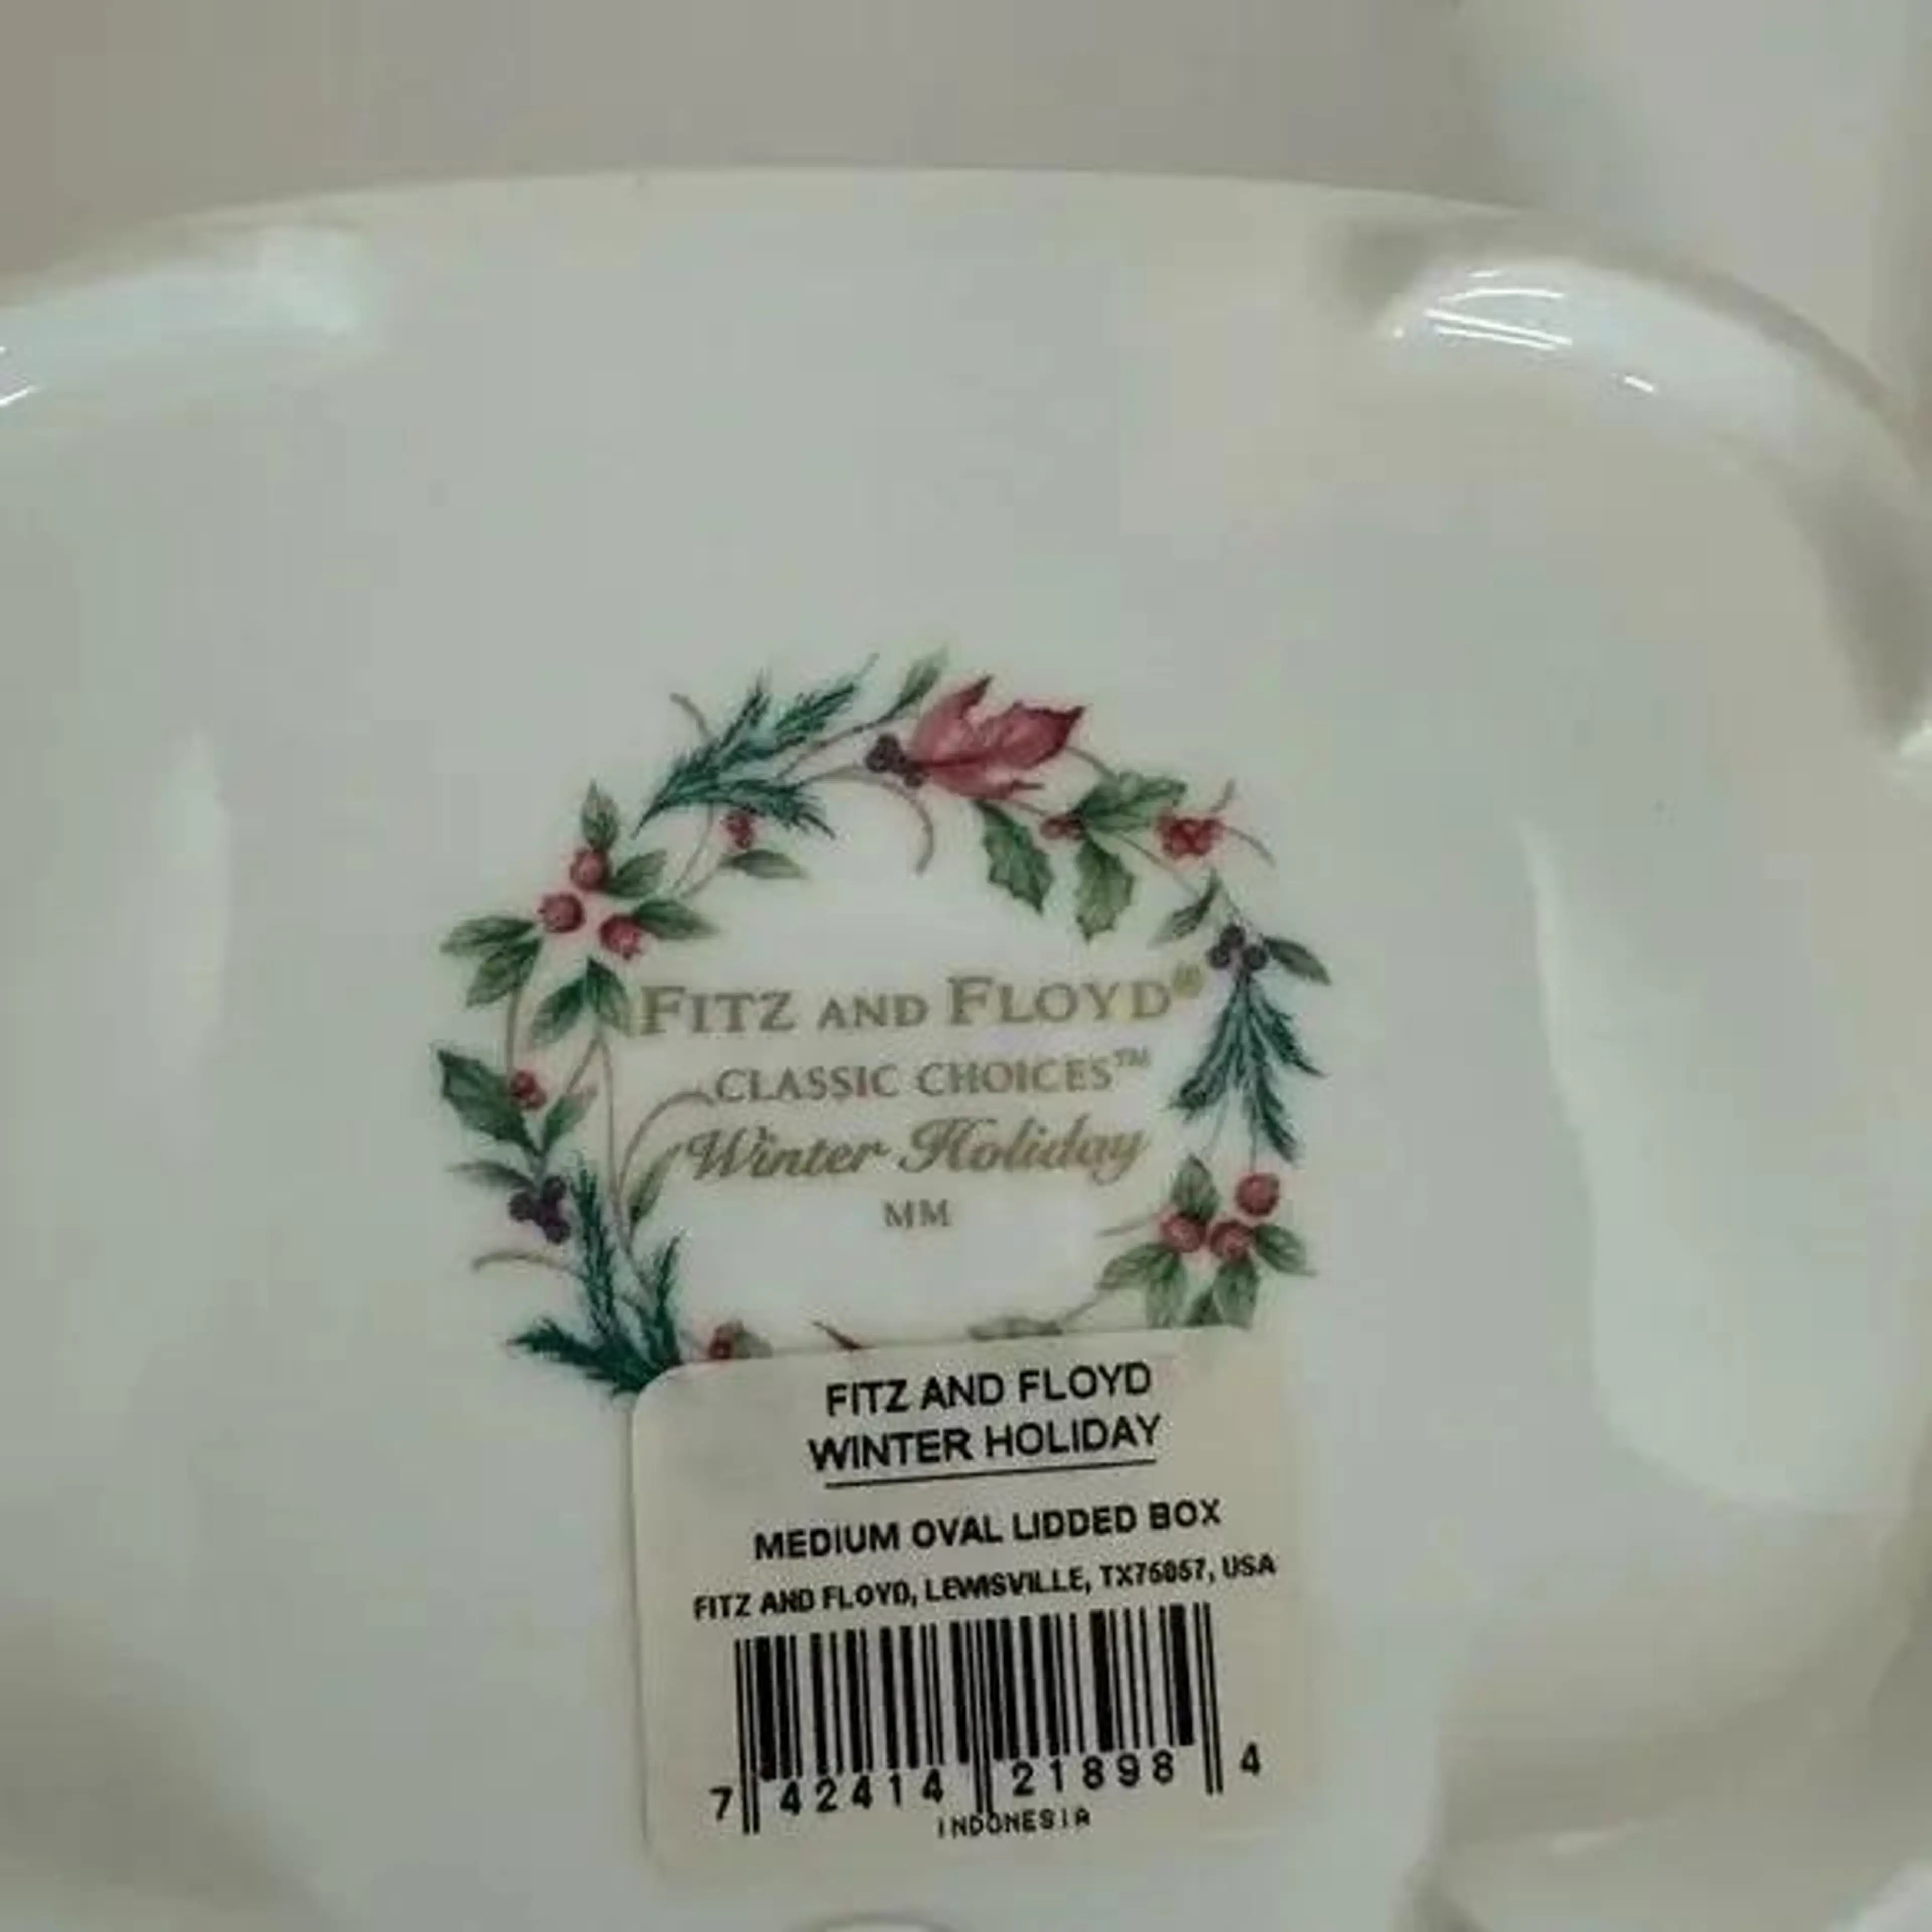 FITZ AND FLOYD®
CLASSIC CHOICES™
Winter Holiday
MM
FITZ AND FLOYD
WINTER HOLIDAY
MEDIUM OVAL LIDDED BOX
FITZ AND FLOYD, LEWISVILLE, TX75057, USA
7 42414 21898 4
INDONESIA